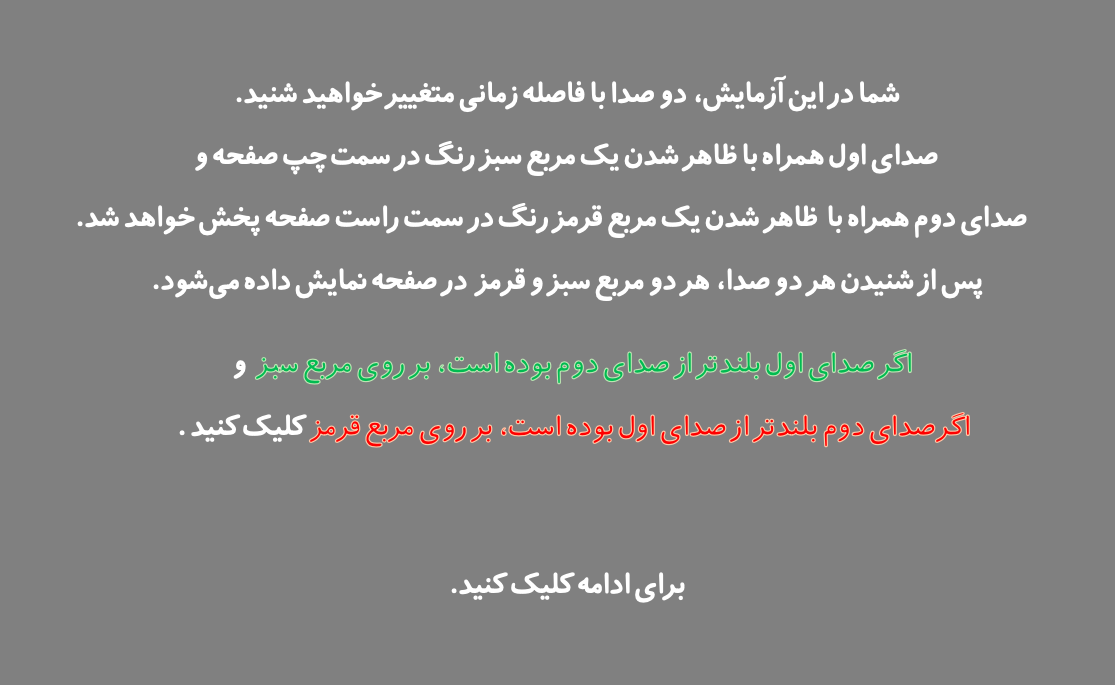 شما در این آزمایش، دو صدا با فاصله زمانی متغییر خواهید شنید.
صدای اول همراه با ظاهر شدن یک مربع سبز رنگ در سمت چپ صفحه و
صدای دوم همراه با ظاهر شدن یک مربع قرمز رنگ در سمت راست صفحه پخش خواهد شد.
پس از شنیدن هر دو صدا، هر دو مربع سبز و قرمز در صفحه نمایش داده می‌شود.
اگر صدای اول بلندتر از صدای دوم بوده است، بر روی مربع سبز و
اگرصدای دوم بلندتر از صدای اول بوده است، بر روی مربع قرمز کلیک کنید .
برای ادامه کلیک کنید.